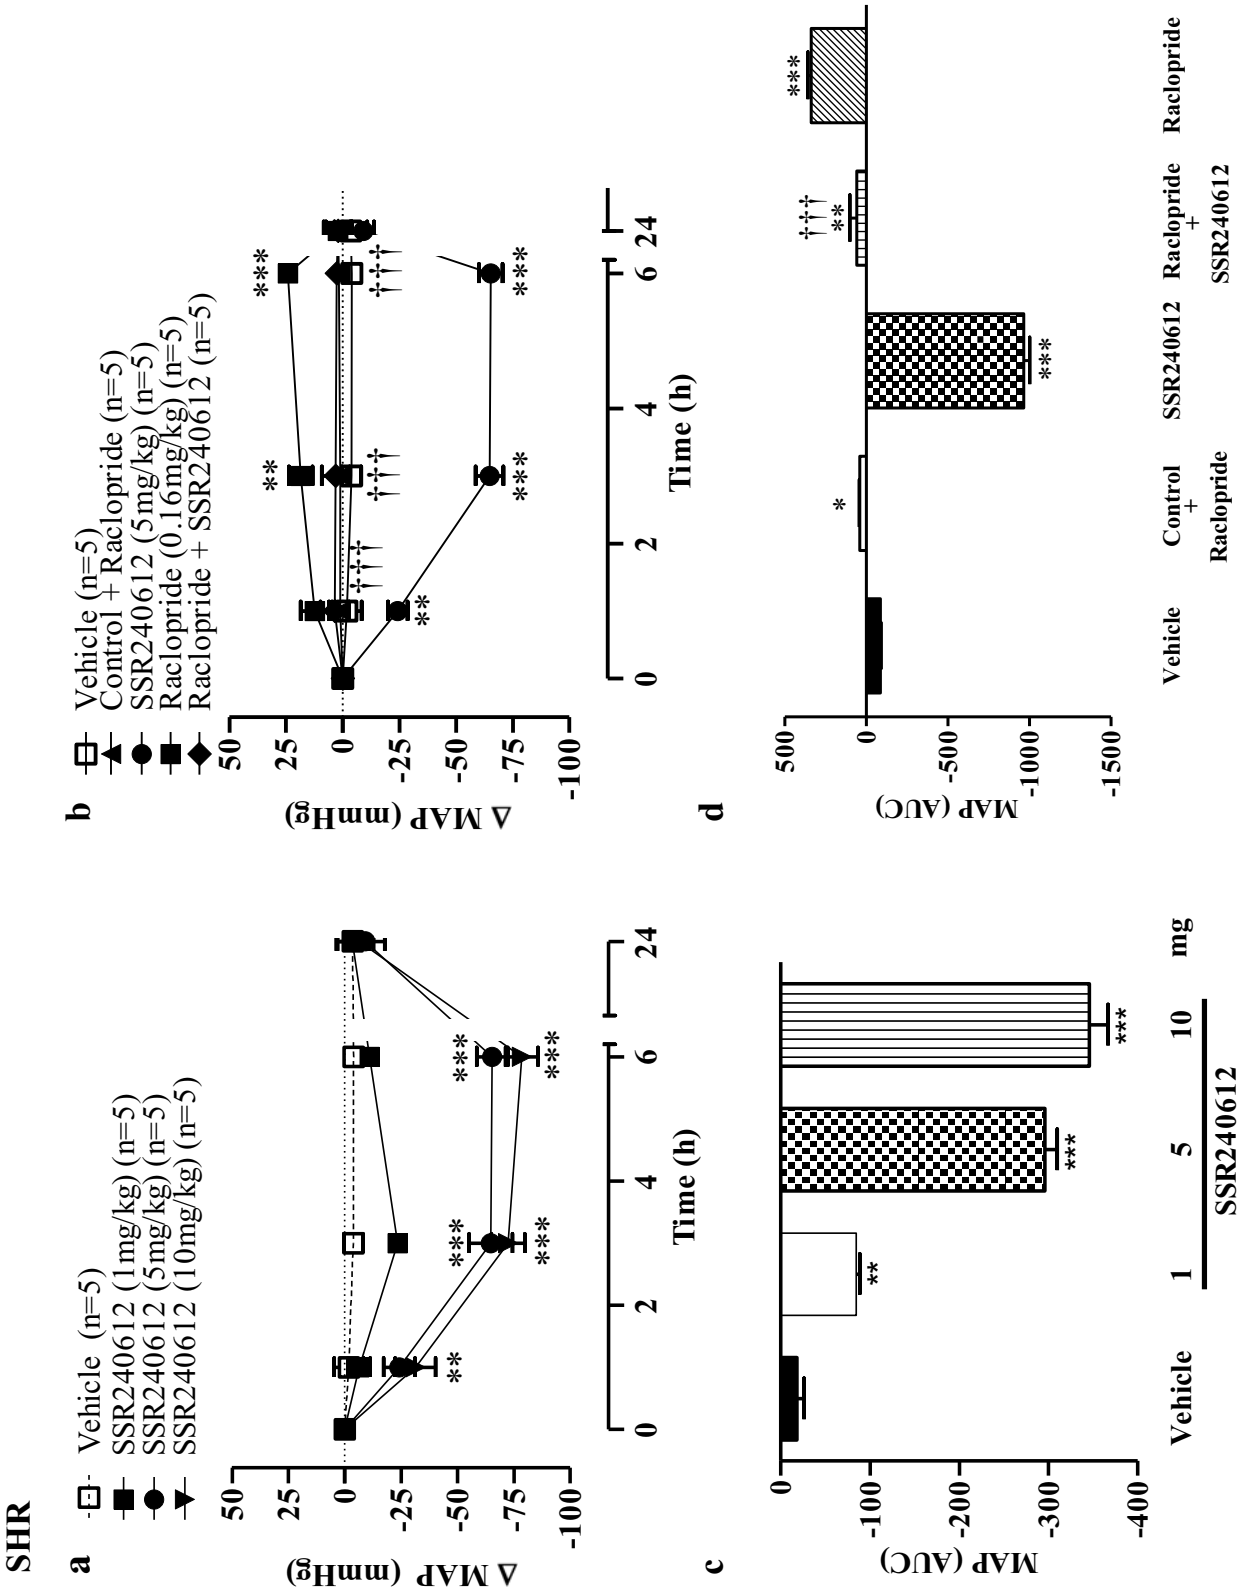 SHR
a
Vehicle (n=5)
SSR240612 (1mg/kg) (n=5)
SSR240612 (5mg/kg) (n=5)
SSR240612 (10mg/kg) (n=5)
50
25
0
-25
-50
-75
-100
Δ MAP (mmHg)
**
***
***
***
***
0
2
4
6
24
Time (h)
b
Vehicle (n=5)
Control + Raclopride (n=5)
SSR240612 (5mg/kg) (n=5)
Raclopride (0.16mg/kg) (n=5)
Raclopride + SSR240612 (n=5)
50
25
0
-25
-50
-75
-100
Δ MAP (mmHg)
**
***
†††
†††
†††
**
***
***
0
2
4
6
24
Time (h)
c
0
-100
-200
-300
-400
MAP (AUC)
**
***
***
Vehicle
1
5
10
mg
SSR240612
d
500
0
-500
-1000
-1500
MAP (AUC)
*
***
†††
**
***
Vehicle
Control
+
Raclopride
SSR240612
Raclopride
+
SSR240612
Raclopride